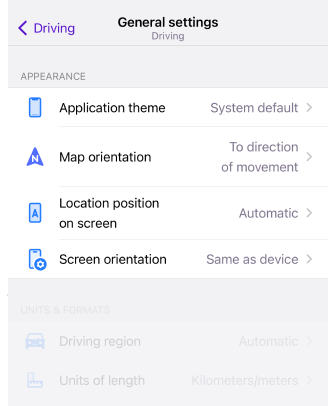 Driving
General settings
Driving
APPEARANCE
Application theme
System default
Map orientation
To direction
of movement
Location position
on screen
Automatic
Screen orientation
Same as device
UNITS & FORMATS
Driving region
Automatic
Units of length
Kilometers/meters